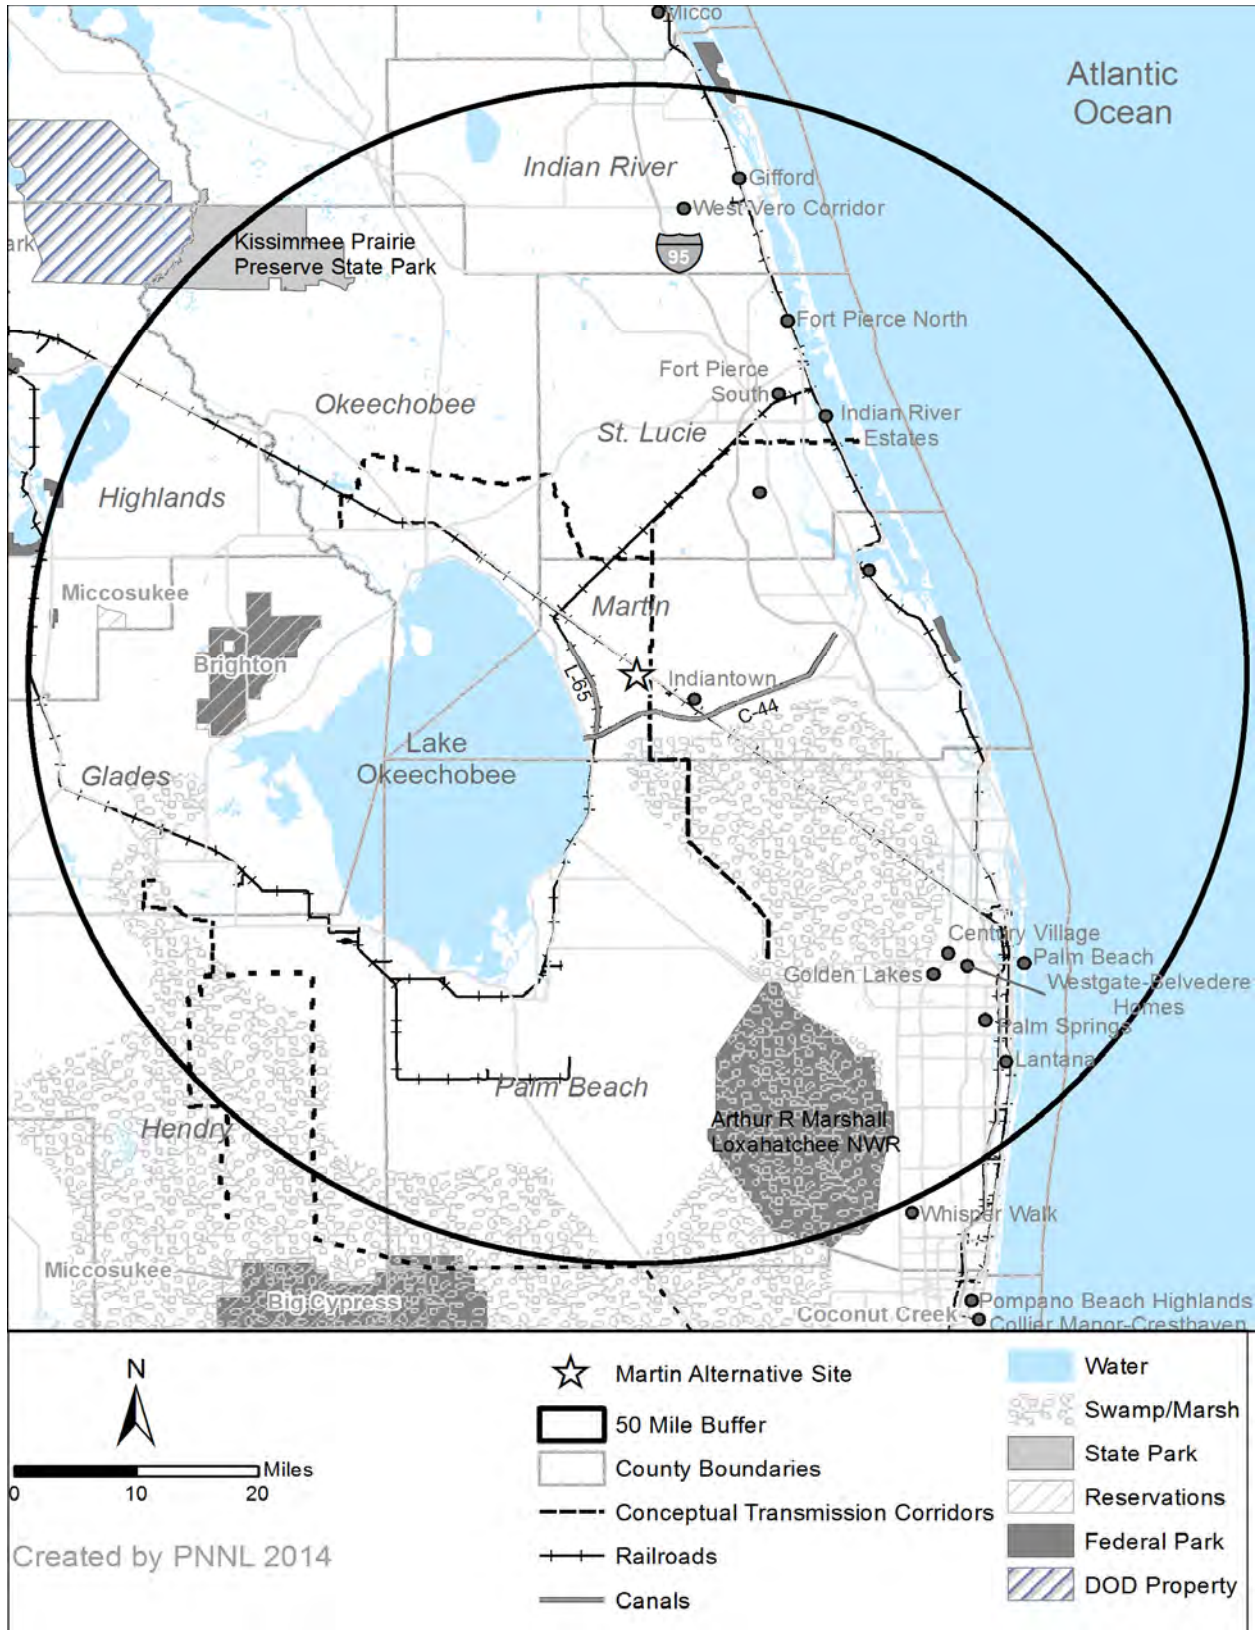 Micco
Atlantic
Ocean
Indian River
Gifford
West Vero Corridor
ark
Kissimmee Prairie
Preserve State Park
95
Fort Pierce North
Fort Pierce
South
Okeechobee
St. Lucie
Indian River
Estates
Highlands
Miccosukee
Martin
Brighton
L-65
Indiantown
C-44
Lake
Okeechobee
Glades
Century Village
Palm Beach
Golden Lakes
Westgate-Belvedere
Homes
Palm Springs
Lantana
Palm Beach
Hendry
Arthur R Marshall
Loxahatchee NWR
Whisper Walk
Miccosukee
Big Cypress
Coconut Creek
Pompano Beach Highlands
Collier Manor-Cresthaven
N
Miles
0 10 20
Created by PNNL 2014
Martin Alternative Site
50 Mile Buffer
County Boundaries
Conceptual Transmission Corridors
Railroads
Canals
Water
Swamp/Marsh
State Park
Reservations
Federal Park
DOD Property